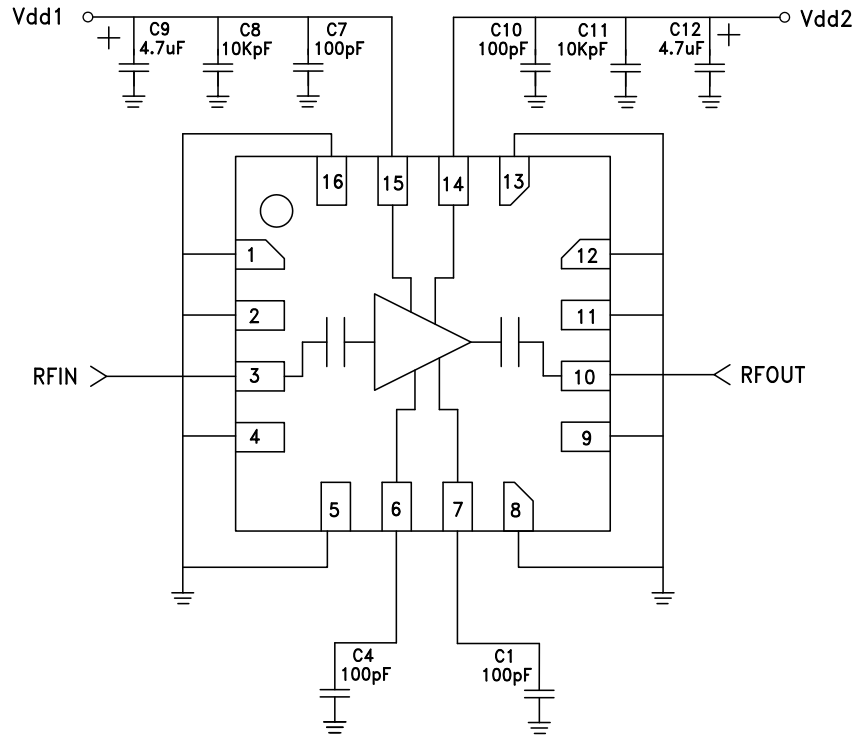 Vdd1
C9
4.7uF
C8
10KpF
C7
100pF
C10
100pF
C11
10KpF
C12
4.7uF
Vdd2
16
15
14
13
1
12
2
11
RFIN
3
10
RFOUT
4
9
5
6
7
8
C4
100pF
C1
100pF